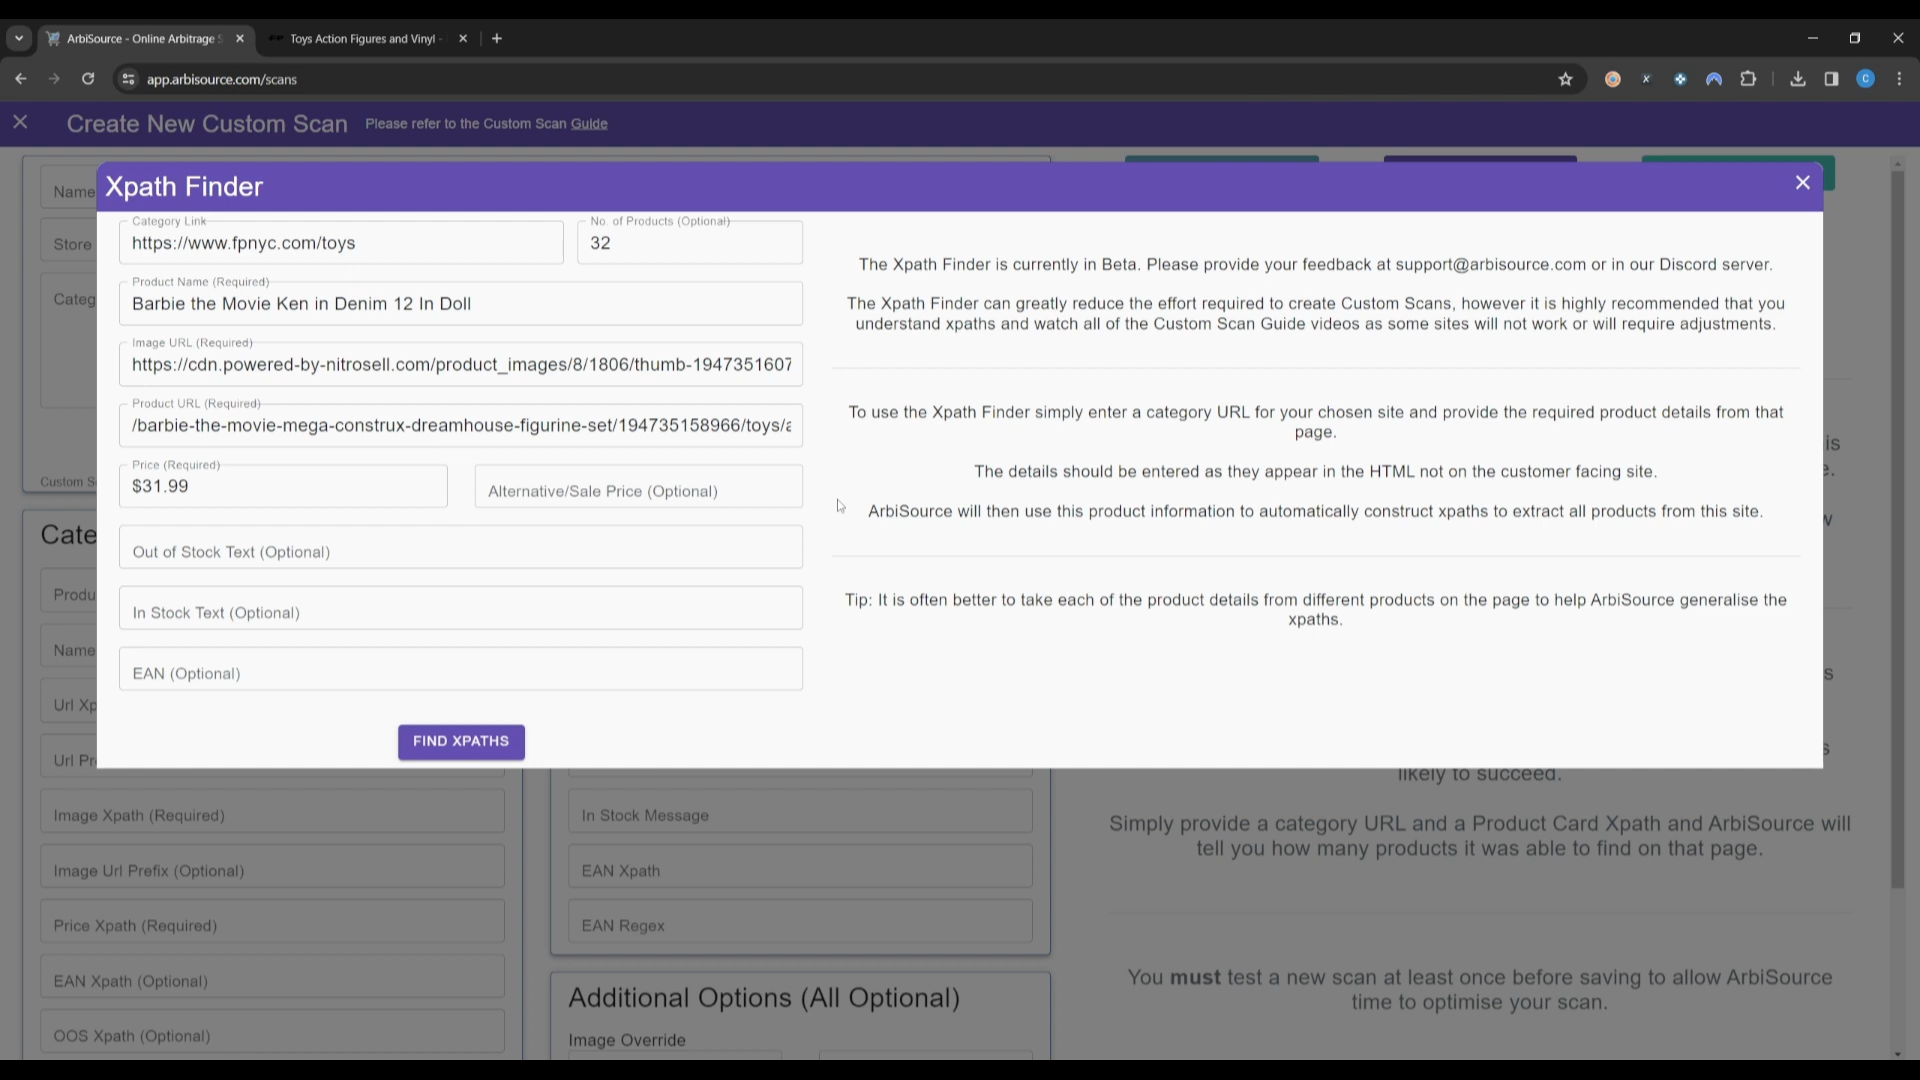 ArbiSource - Online Arbitrage S
Toys Action Figures and Vinyl -
app.arbisource.com/scans
C
Create New Custom Scan
Please refer to the Custom Scan Guide
Xpath Finder
Name
Store
Categ
Custom S
Cate
Produ
Name
Url Xp
Url Pr
Category Link
https://www.fpnyc.com/toys
No. of Products (Optional)
32
Product Name (Required)
Barbie the Movie Ken in Denim 12 In Doll
Image URL (Required)
https://cdn.powered-by-nitrosell.com/product_images/8/1806/thumb-1947351607
Product URL (Required)
/barbie-the-movie-mega-construx-dreamhouse-figurine-set/194735158966/toys/a
Price (Required)
$31.99
Alternative/Sale Price (Optional)
Out of Stock Text (Optional)
In Stock Text (Optional)
EAN (Optional)
FIND XPATHS
The Xpath Finder is currently in Beta. Please provide your feedback at support@arbisource.com or in our Discord server.
The Xpath Finder can greatly reduce the effort required to create Custom Scans, however it is highly recommended that you
understand xpaths and watch all of the Custom Scan Guide videos as some sites will not work or will require adjustments.
To use the Xpath Finder simply enter a category URL for your chosen site and provide the required product details from that
page.
The details should be entered as they appear in the HTML not on the customer facing site.
ArbiSource will then use this product information to automatically construct xpaths to extract all products from this site.
Tip: It is often better to take each of the product details from different products on the page to help ArbiSource generalise the
xpaths.
is
s
Image Xpath (Required)
Image Url Prefix (Optional)
Price Xpath (Required)
EAN Xpath (Optional)
OOS Xpath (Optional)
In Stock Message
EAN Xpath
EAN Regex
Additional Options (All Optional)
Image Override
likely to succeed.
Simply provide a category URL and a Product Card Xpath and ArbiSource will
tell you how many products it was able to find on that page.
You must test a new scan at least once before saving to allow ArbiSource
time to optimise your scan.